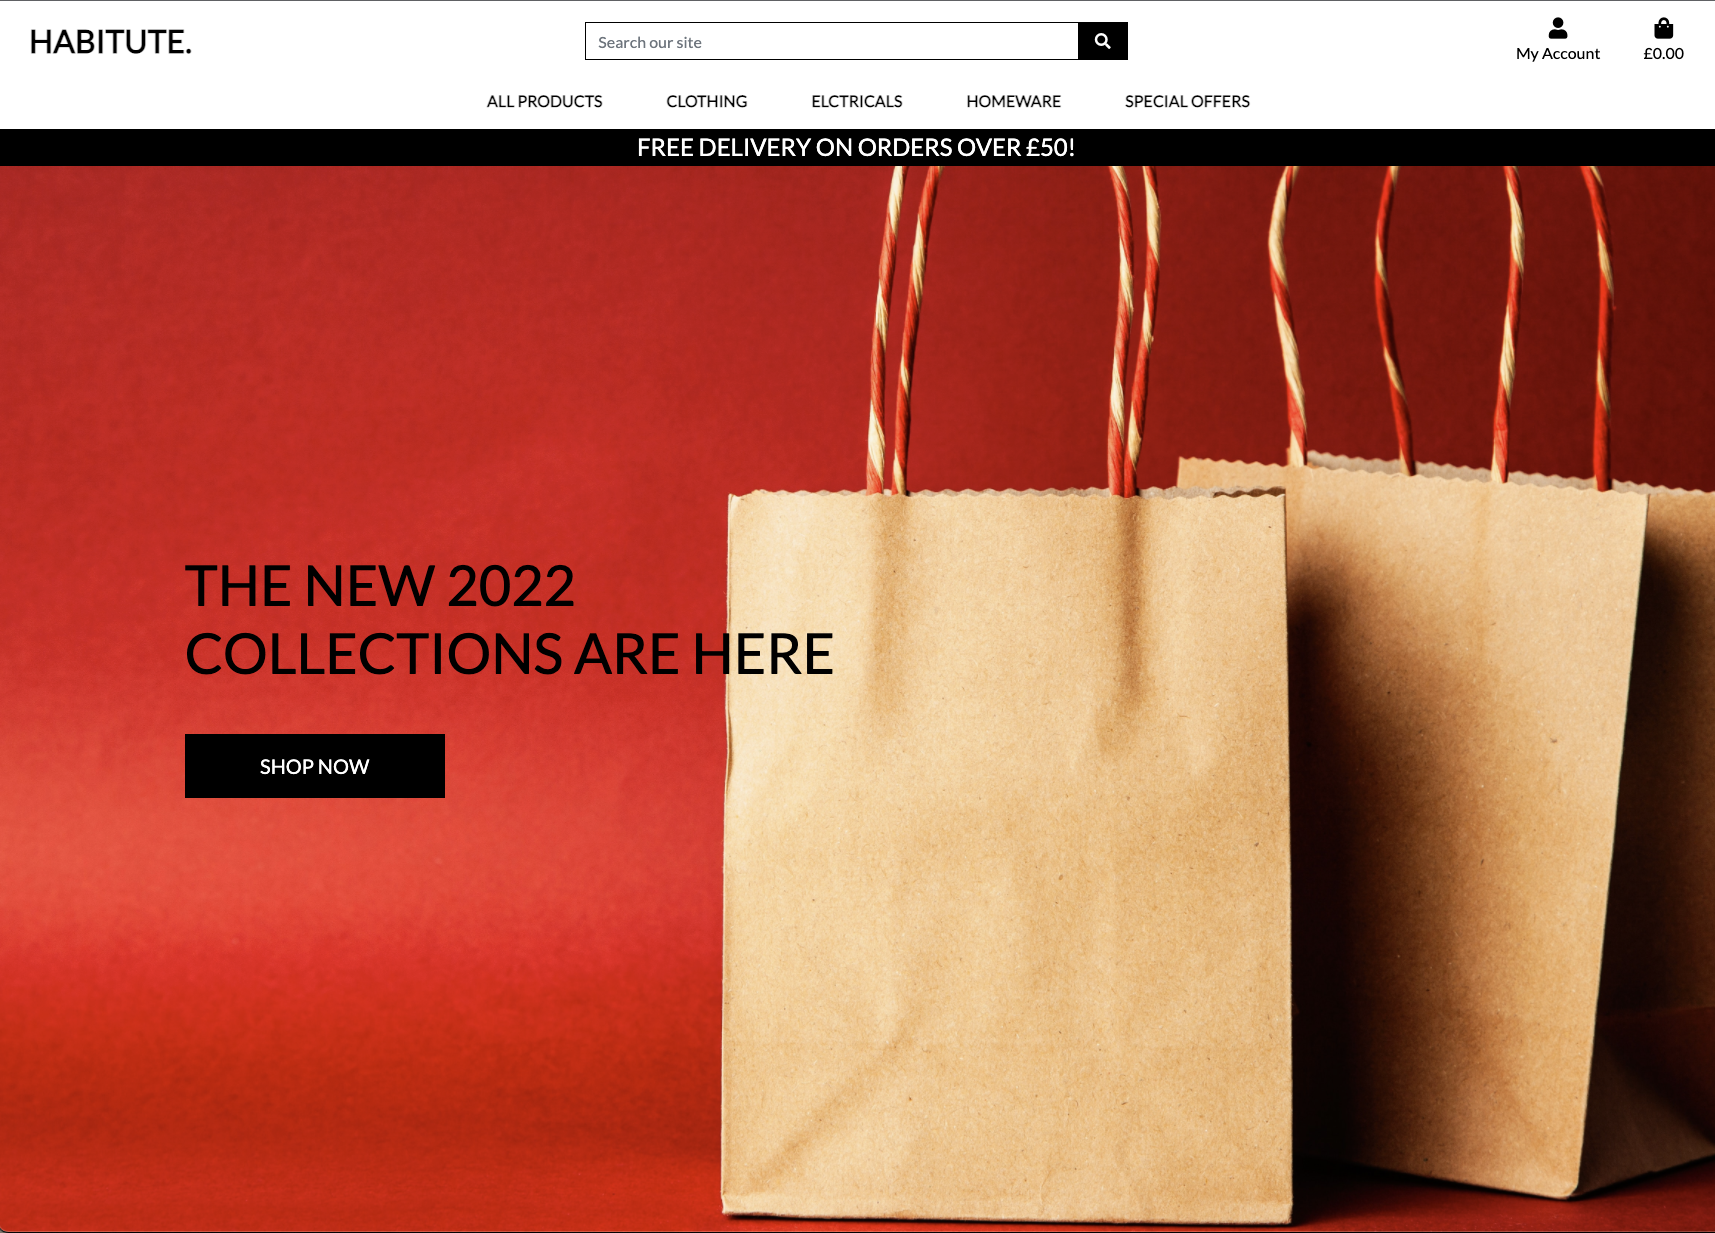 HABITUTE.
Search our site
My Account
£0.00
ALL PRODUCTS
CLOTHING
ELCTRICALS
HOMEWARE
SPECIAL OFFERS
FREE DELIVERY ON ORDERS OVER £50!
THE NEW 2022
COLLECTIONS ARE HERE
SHOP NOW